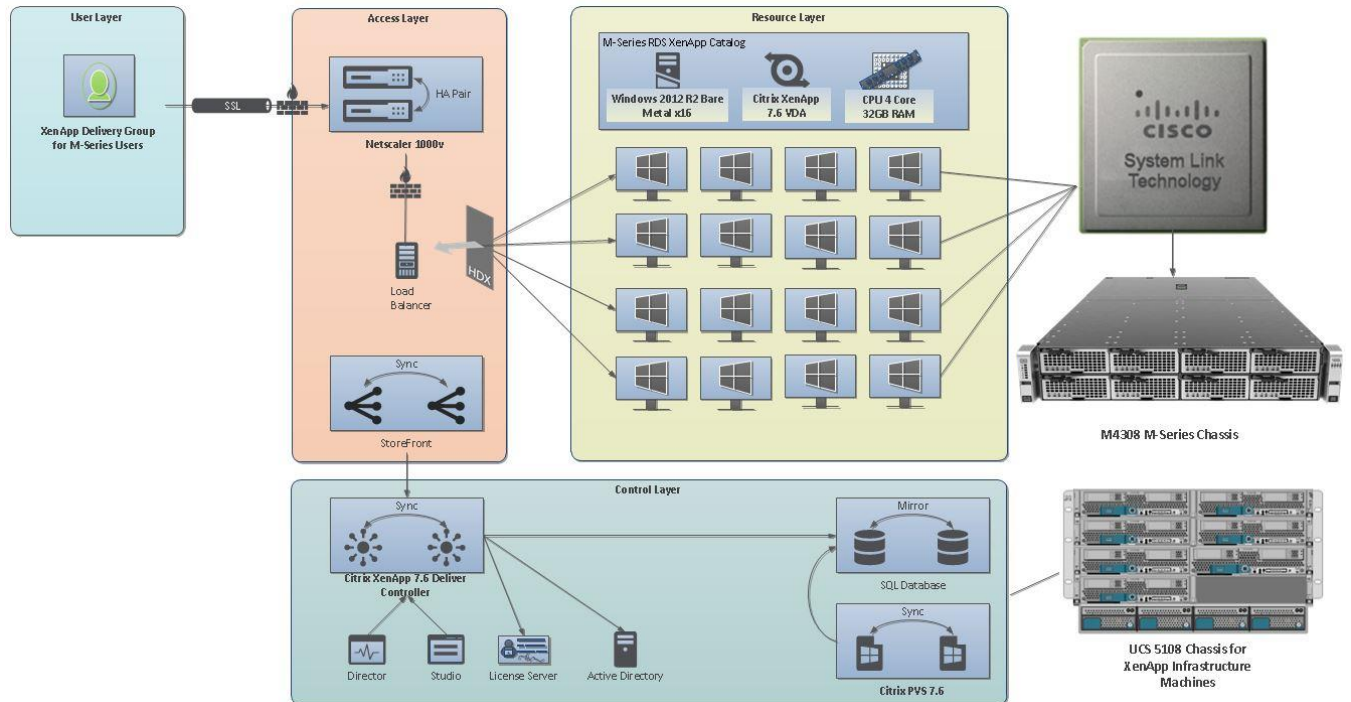 User Layer
XenApp Delivery Group
for M-Series Users
SSL
Access Layer
HA Pair
Netscaler 1000v
Load
Balancer
HDX
Sync
StoreFront
Resource Layer
M-Series RDS XenApp Catalog
Windows 2012 R2 Bare
Metal x16
Citrix XenApp
7.6 VDA
CPU 4 Core
32GB RAM
CISCO
System Link
Technology
M4308 M-Series Chassis
Control Layer
Sync
Citrix XenApp 7.6 Deliver
Controller
Director
Studio
License Server
Active Directory
Mirror
SQL Database
Sync
Citrix PVS 7.6
UCS 5108 Chassis for
XenApp Infrastructure
Machines